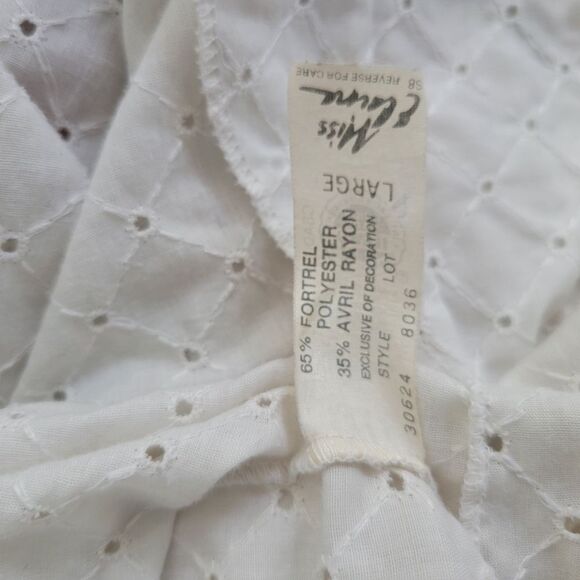 S8 REVERSE FOR CARE
Miss
Elaine
LARGE
65% FORTREL
POLYESTER
35% AVRIL RAYON
EXCLUSIVE OF DECORATION
STYLE LOT
30624 8036